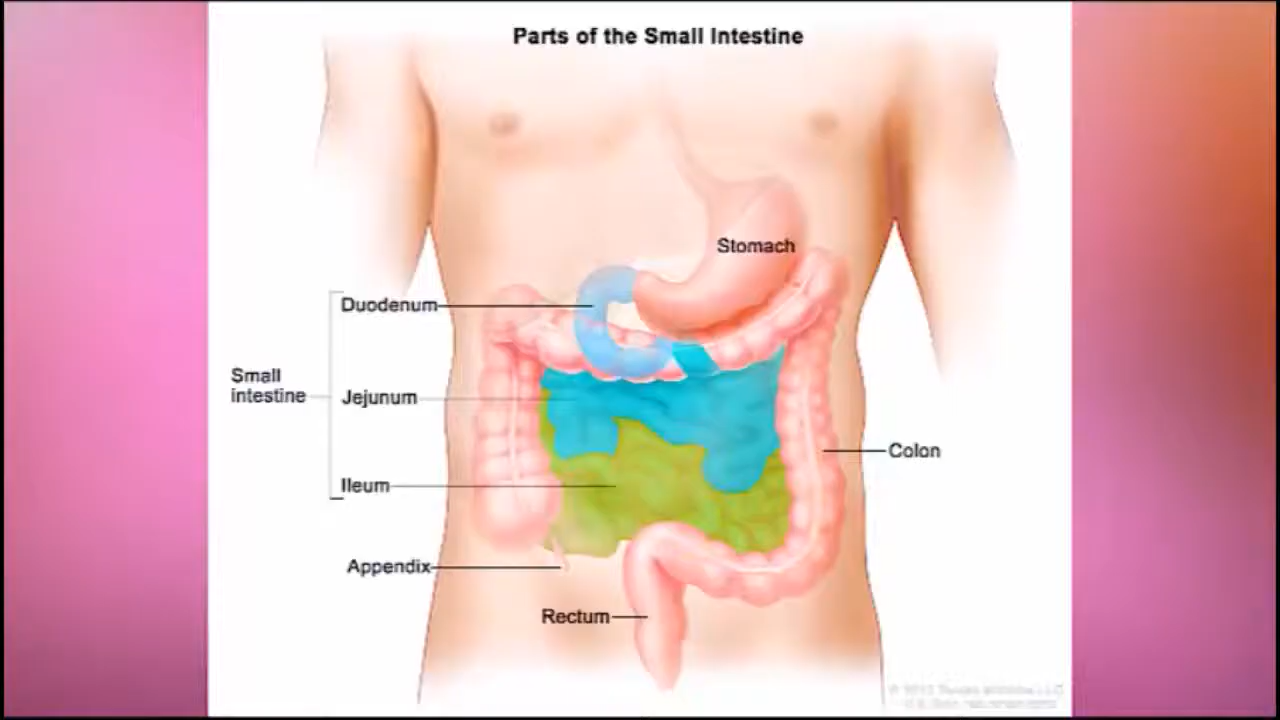 Parts of the Small Intestine
Stomach
Duodenum
Small
intestine
Jejunum
Colon
Ileum
Appendix
Rectum